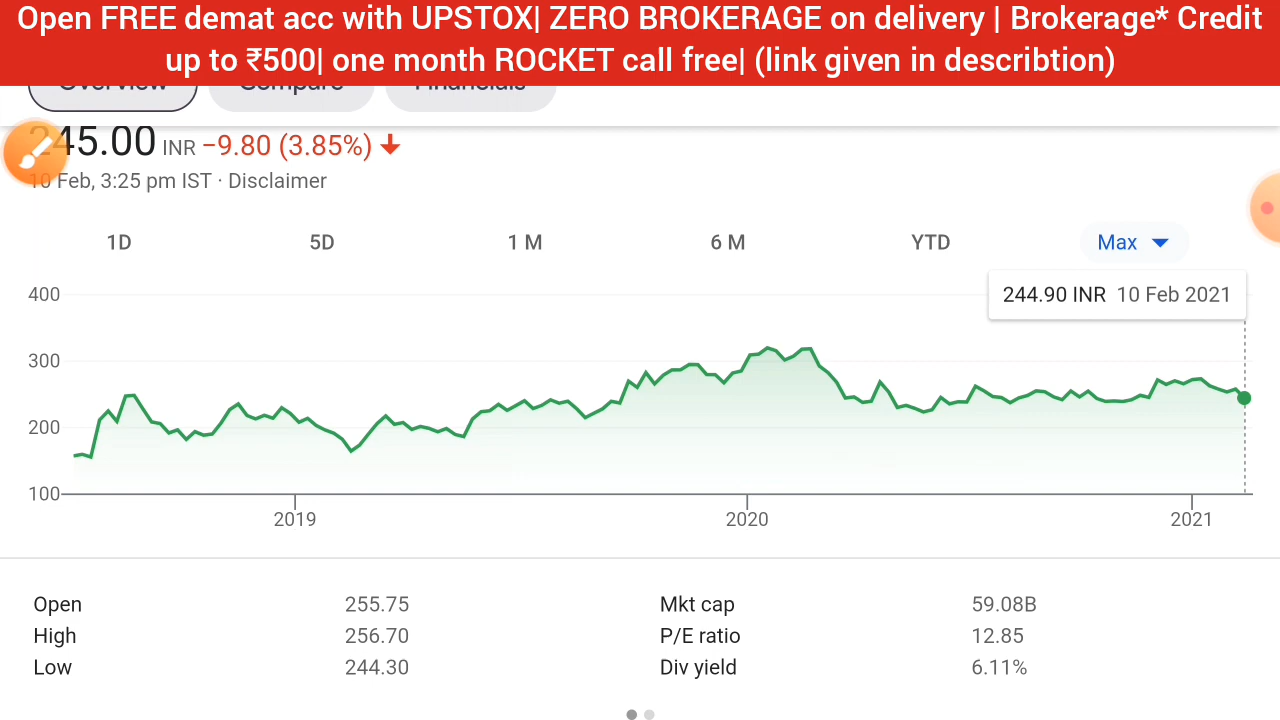 Open FREE demat acc with UPSTOX| ZERO BROKERAGE on delivery | Brokerage* Credit
up to ₹500| one month ROCKET call free| (link given in describtion)
Overview Compare Financials
245.00 INR −9.80 (3.85%)
10 Feb, 3:25 pm IST · Disclaimer
1D 5D 1 M 6 M YTD Max
244.90 INR 10 Feb 2021
400
300
200
100
2019 2020 2021
Open 255.75 Mkt cap 59.08B
High 256.70 P/E ratio 12.85
Low 244.30 Div yield 6.11%